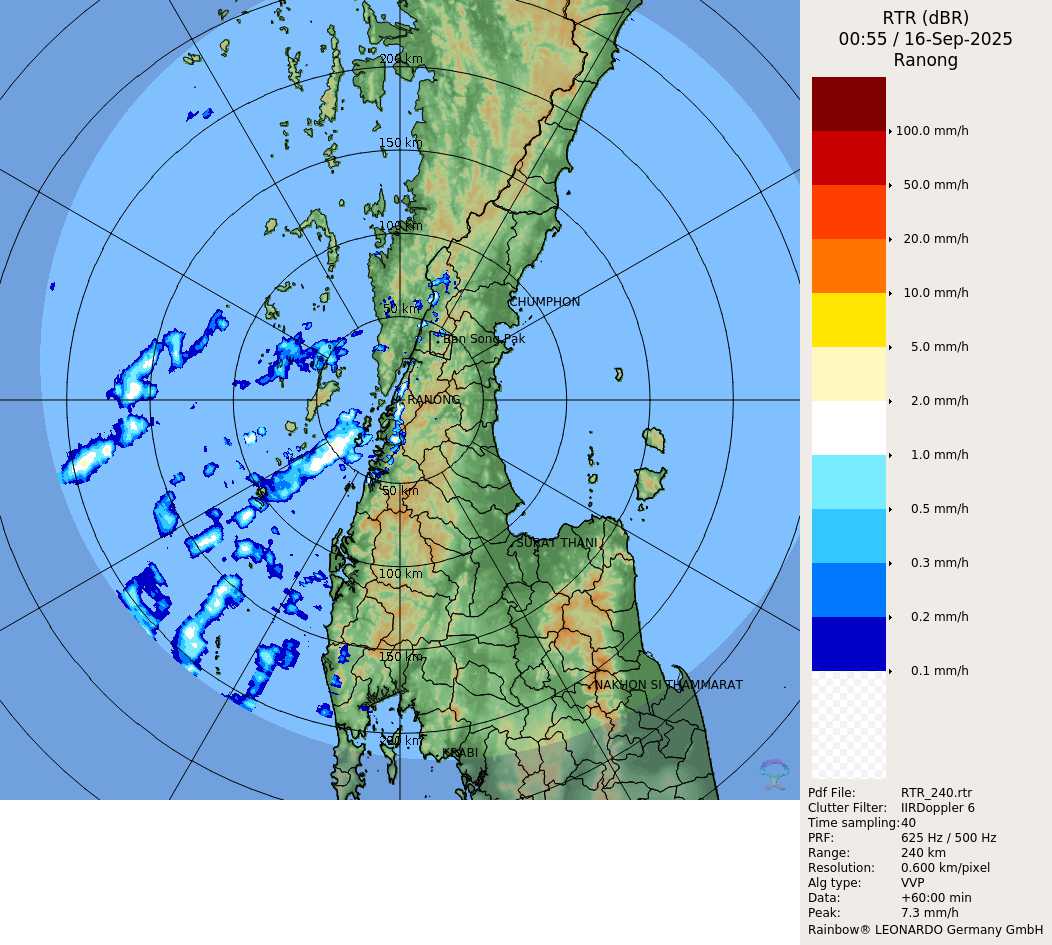 RTR (dBR)
00:55 / 16-Sep-2025
Ranong
200 km
150 km
100 km
50 km
CHUMPHON
Ban Song Pak
RANONG
50 km
SURAT THANI
100 km
150 km
NAKHON SI THAMMARAT
200 km
KRABI
100.0 mm/h
50.0 mm/h
20.0 mm/h
10.0 mm/h
5.0 mm/h
2.0 mm/h
1.0 mm/h
0.5 mm/h
0.3 mm/h
0.2 mm/h
0.1 mm/h
Pdf File: RTR_240.rtr
Clutter Filter: IIRDoppler 6
Time sampling:40
PRF: 625 Hz / 500 Hz
Range: 240 km
Resolution: 0.600 km/pixel
Alg type: VVP
Data: +60:00 min
Peak: 7.3 mm/h
Rainbow® LEONARDO Germany GmbH